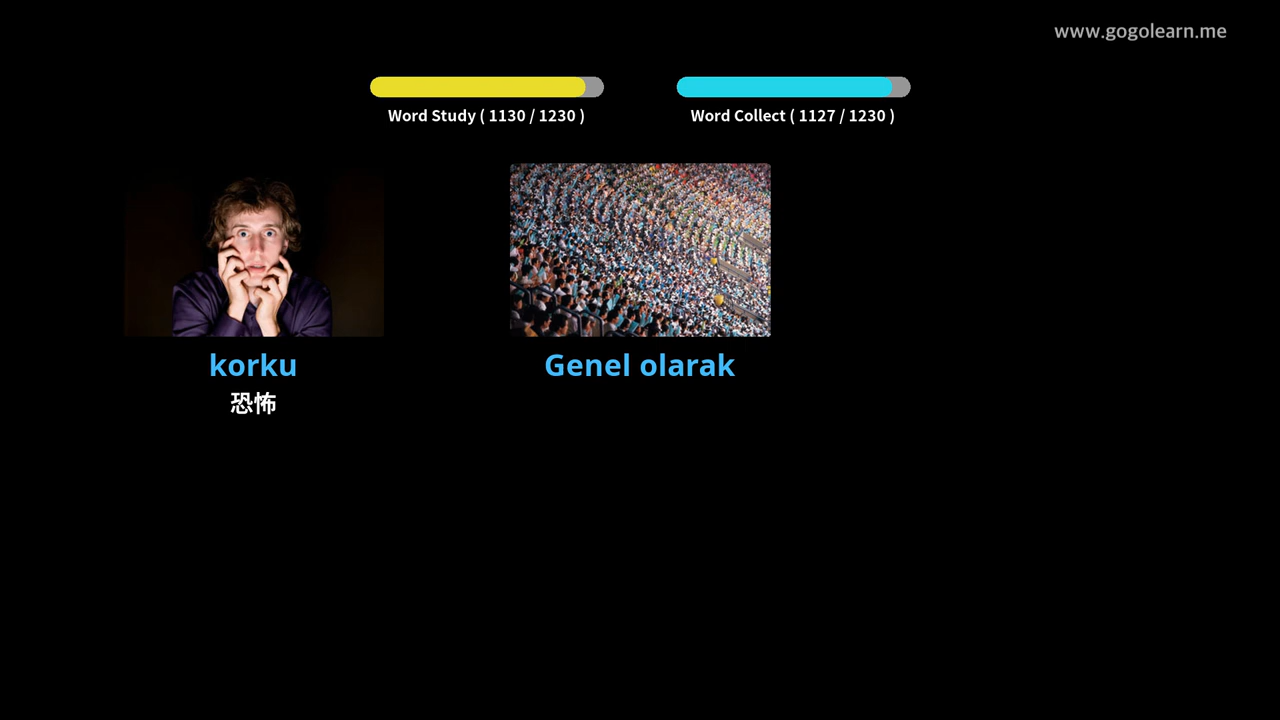 www.gogolearn.me
Word Study ( 1130 / 1230 )
Word Collect ( 1127 / 1230 )
korku
恐怖
Genel olarak